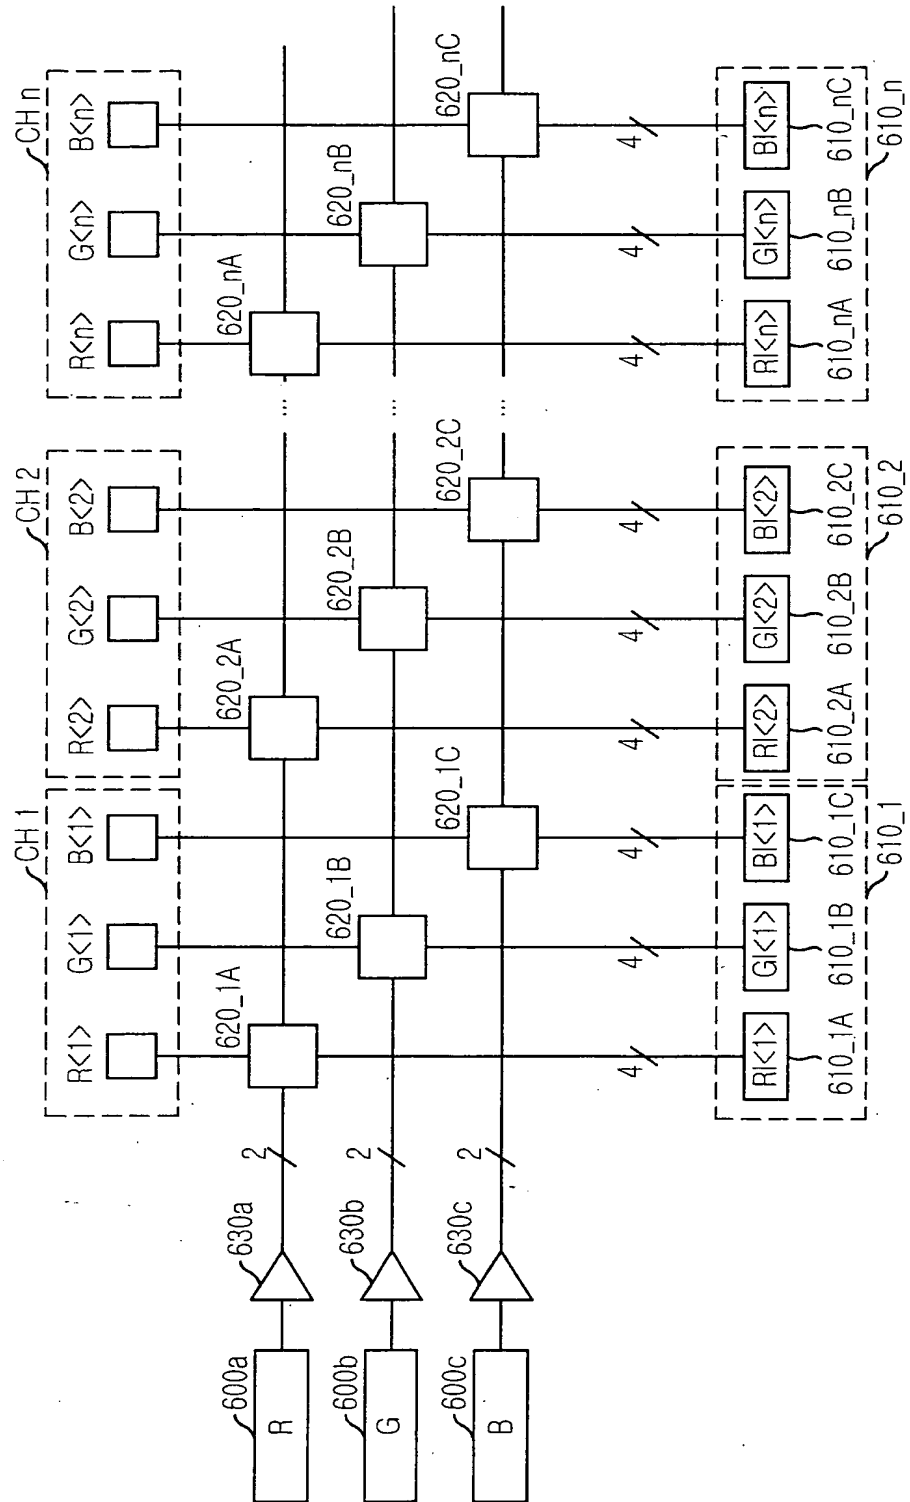 CH 1
CH 2
CH n
R<1>
G<1>
B<1>
R<2>
G<2>
B<2>
R<n>
G<n>
B<n>
600a
R
630a
2
620_1A
620_2A
620_nA
...
600b
G
630b
2
620_1B
620_2B
620_nB
...
600c
B
630c
2
620_1C
620_2C
620_nC
...
4
4
4
4
4
4
4
4
4
RI<1>
GI<1>
BI<1>
RI<2>
GI<2>
BI<2>
RI<n>
GI<n>
BI<n>
610_1A
610_1B
610_1C
610_2A
610_2B
610_2C
610_nA
610_nB
610_nC
610_1
610_2
610_n